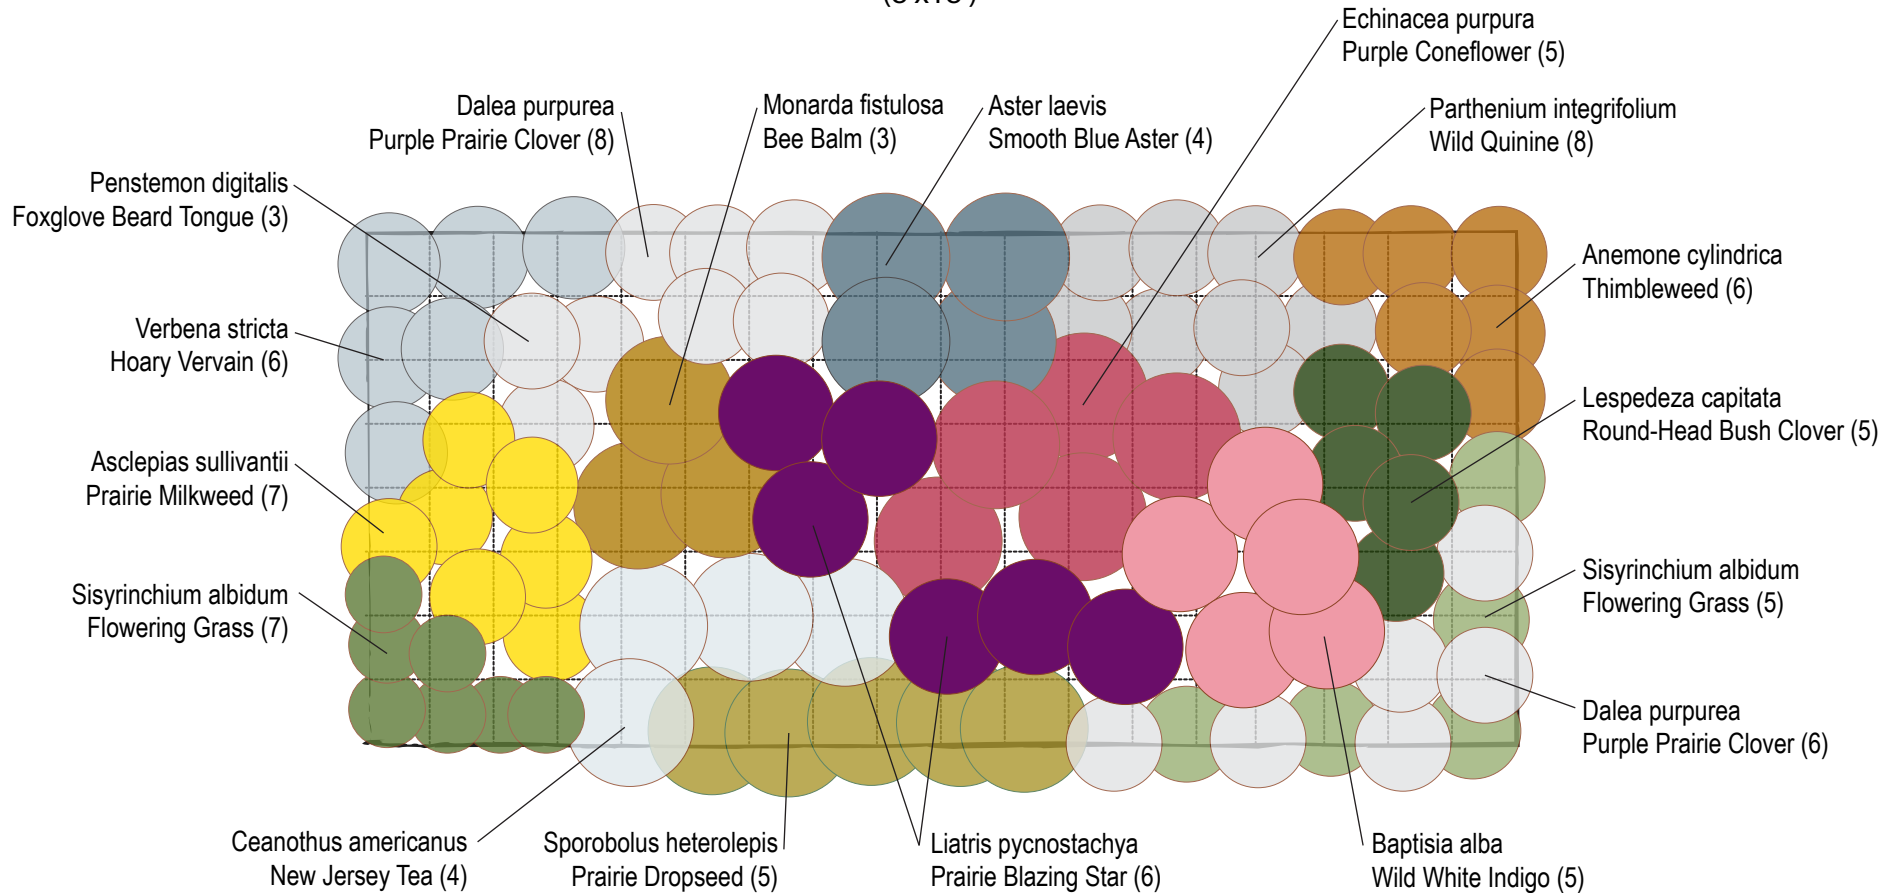 Echinacea purpura
Purple Coneflower (5)
Dalea purpurea
Purple Prairie Clover (8)
Monarda fistulosa
Bee Balm (3)
Aster laevis
Smooth Blue Aster (4)
Parthenium integrifolium
Wild Quinine (8)
Penstemon digitalis
Foxglove Beard Tongue (3)
Anemone cylindrica
Thimbleweed (6)
Verbena stricta
Hoary Vervain (6)
Lespedeza capitata
Round-Head Bush Clover (5)
Asclepias sullivantii
Prairie Milkweed (7)
Sisyrinchium albidum
Flowering Grass (7)
Sisyrinchium albidum
Flowering Grass (5)
Dalea purpurea
Purple Prairie Clover (6)
Ceanothus americanus
New Jersey Tea (4)
Sporobolus heterolepis
Prairie Dropseed (5)
Liatris pycnostachya
Prairie Blazing Star (6)
Baptisia alba
Wild White Indigo (5)